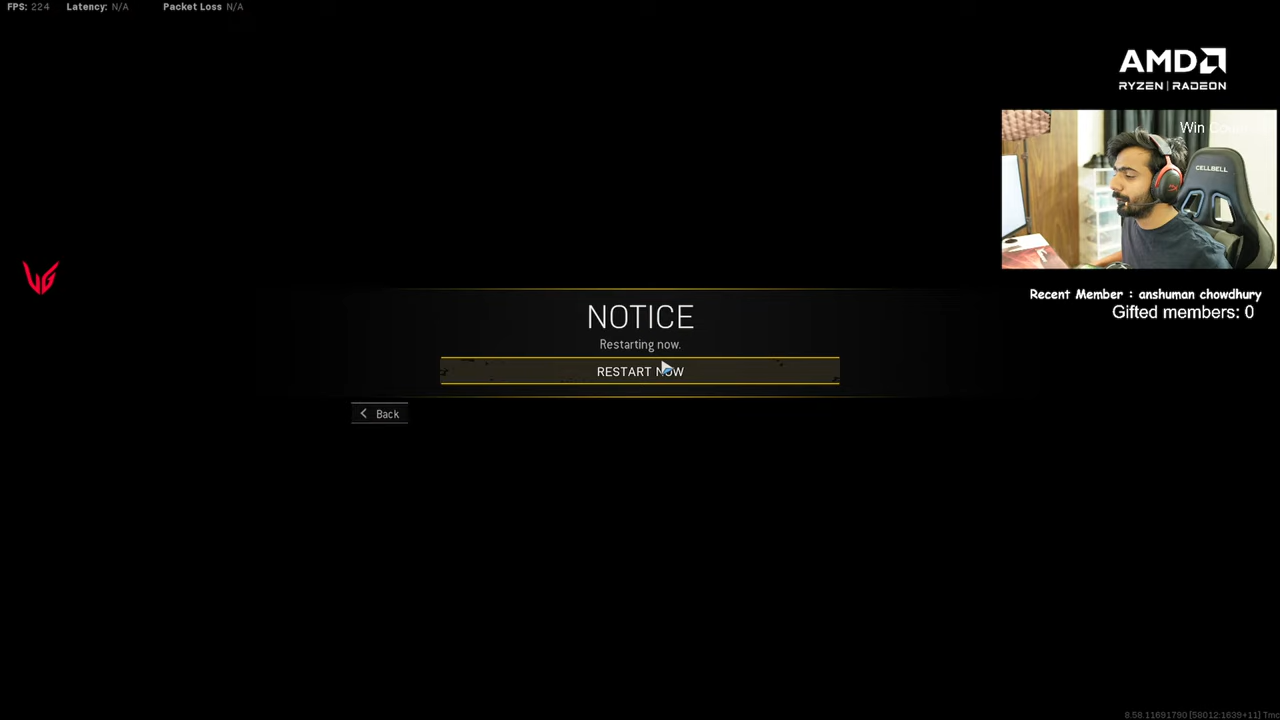 FPS: 224 Latency: N/A Packet Loss N/A
AMD
RYZEN | RADEON
Win
CELLBELL
Recent Member : anshuman chowdhury
Gifted members: 0
NOTICE
Restarting now.
RESTART NOW
Back